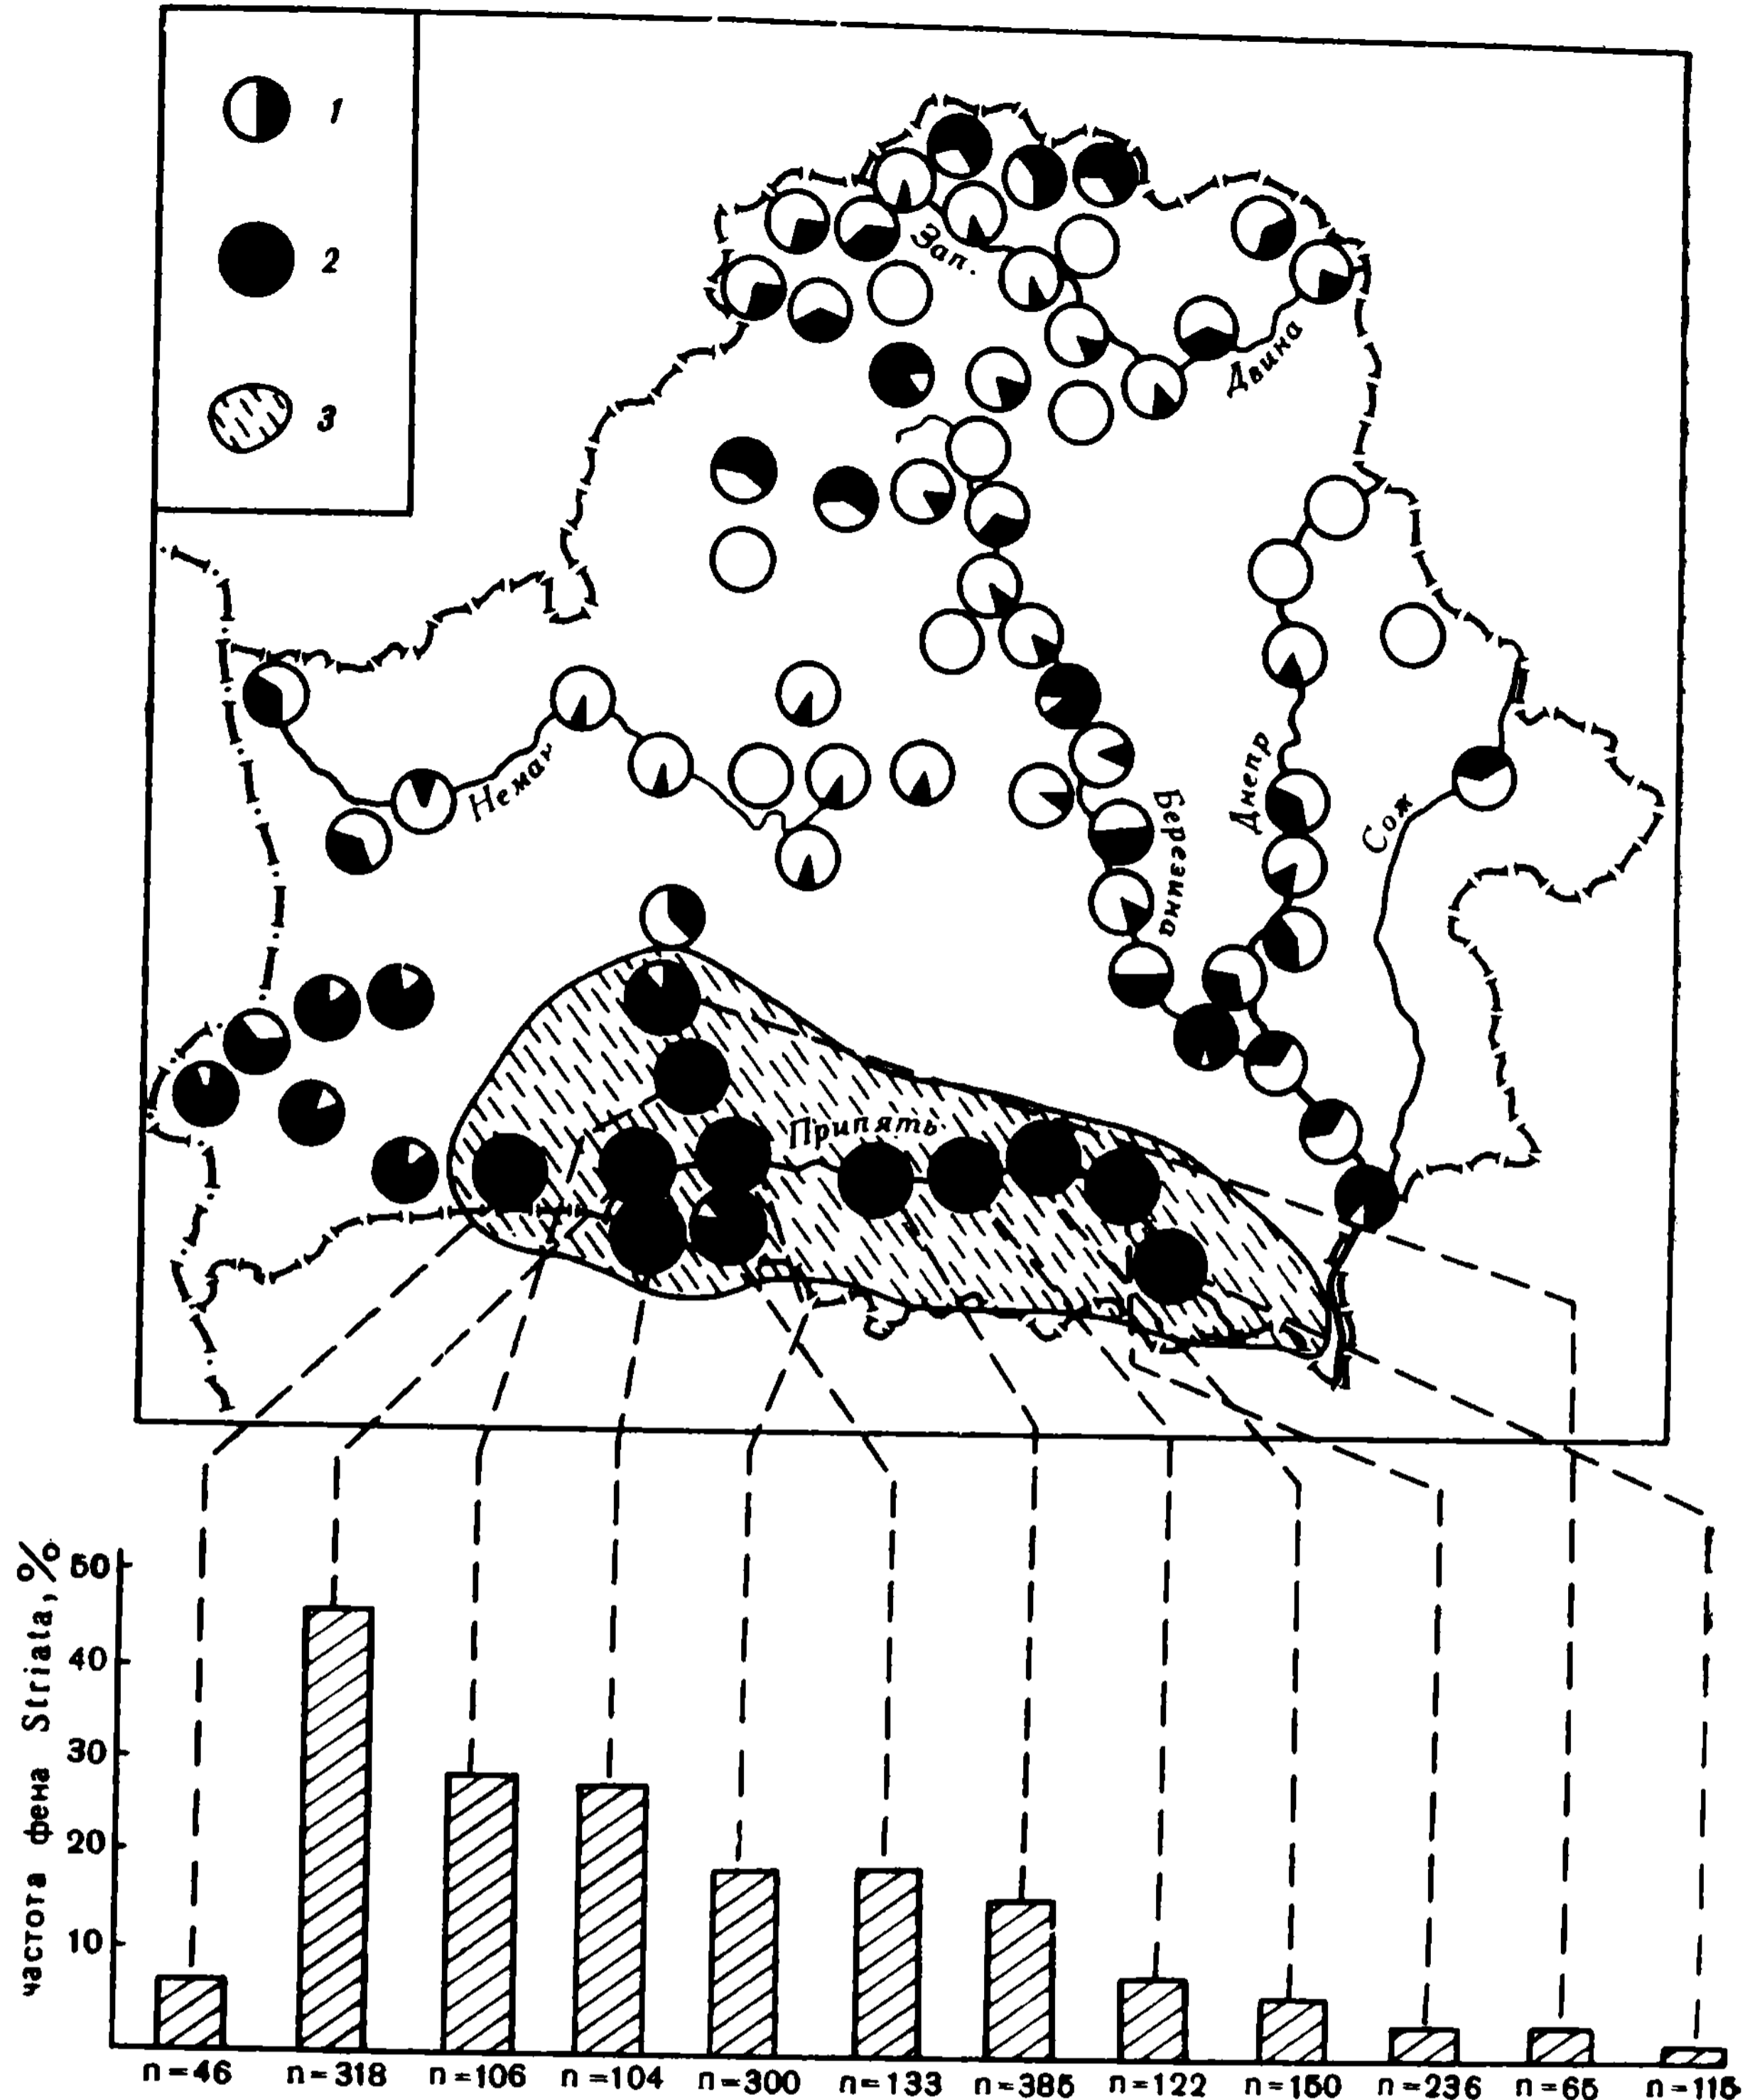 1
2
3
Зап.
Двина
Неман
Березина
Днепр
Сож
Припять
частота фена Striata, %
50
40
30
20
10
n=46 n=318 n=106 n=104 n=300 n=133 n=385 n=122 n=150 n=236 n=65 n=115